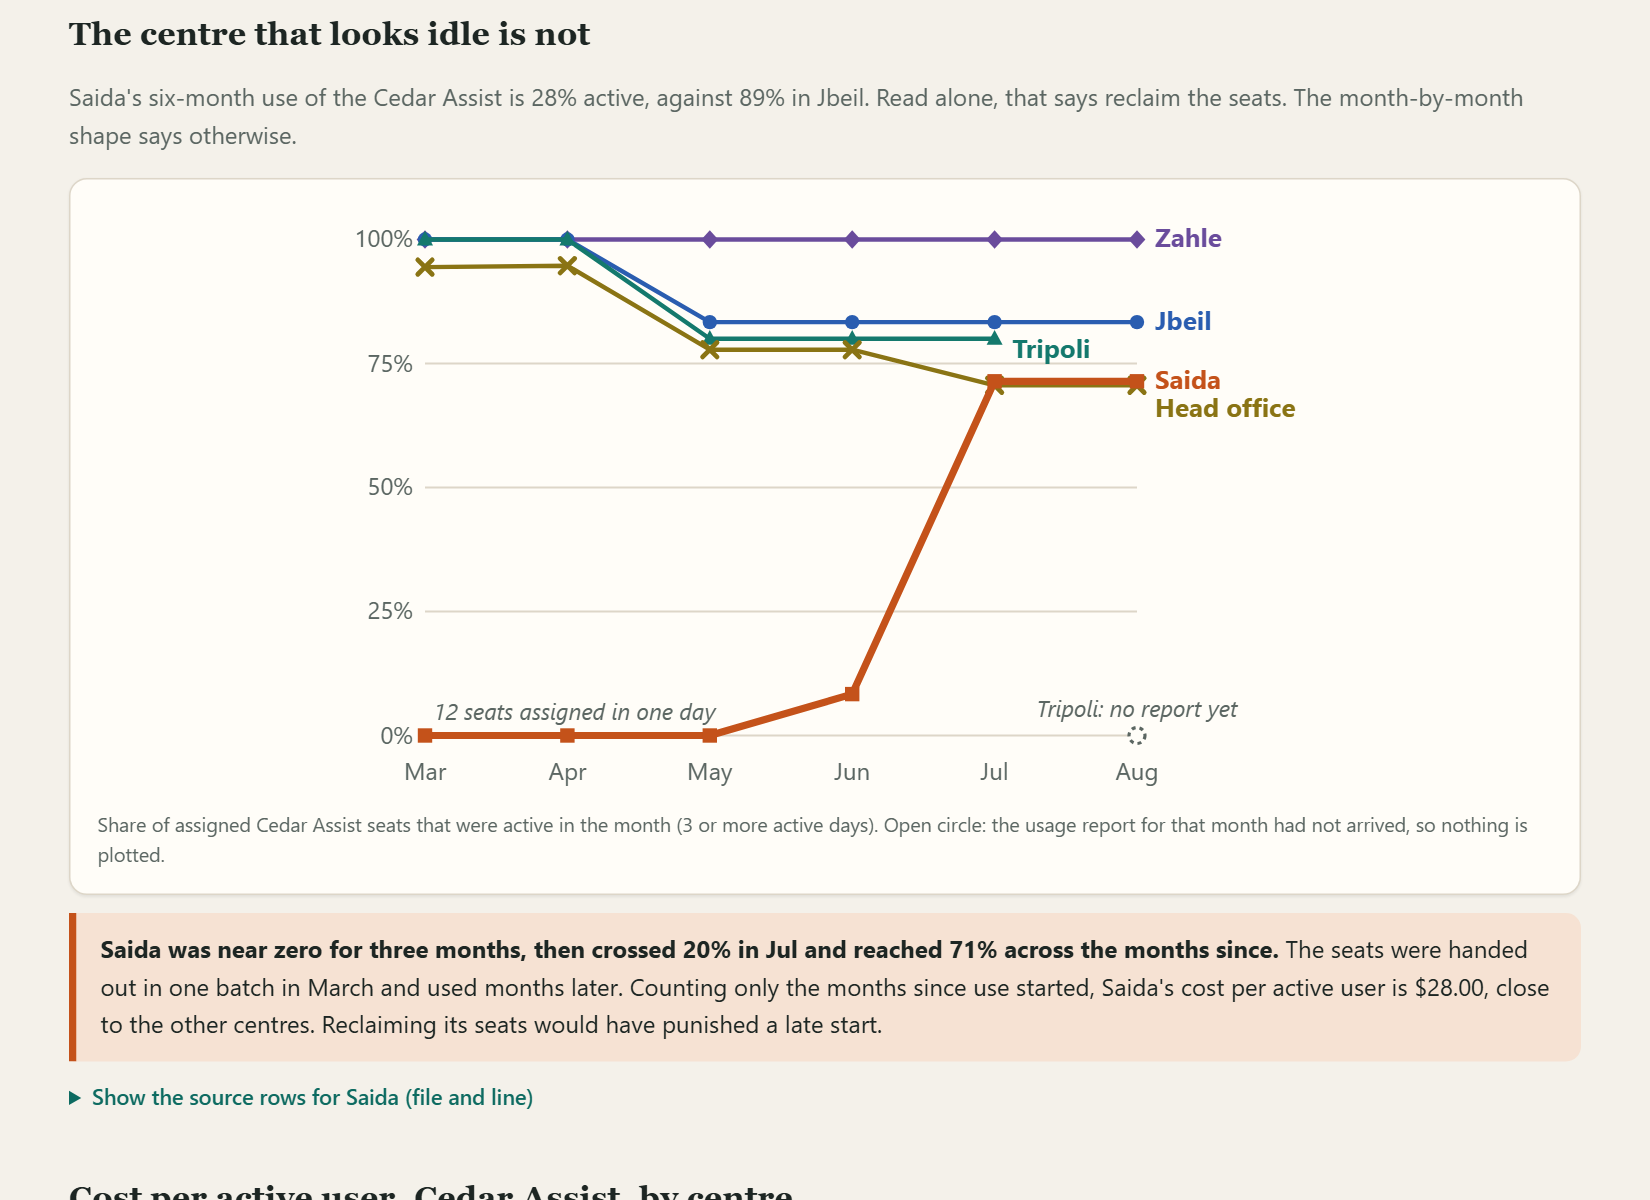 The centre that looks idle is not
Saida's six-month use of the Cedar Assist is 28% active, against 89% in Jbeil. Read alone, that says reclaim the seats. The month-by-month
shape says otherwise.
100%
75%
50%
25%
0%
Zahle
Jbeil
Tripoli
Saida
Head office
12 seats assigned in one day
Tripoli: no report yet
Mar Apr May Jun Jul Aug
Share of assigned Cedar Assist seats that were active in the month (3 or more active days). Open circle: the usage report for that month had not arrived, so nothing is
plotted.
Saida was near zero for three months, then crossed 20% in Jul and reached 71% across the months since. The seats were handed
out in one batch in March and used months later. Counting only the months since use started, Saida's cost per active user is $28.00, close
to the other centres. Reclaiming its seats would have punished a late start.
Show the source rows for Saida (file and line)
Cost per active user, Cedar Assist, by centre